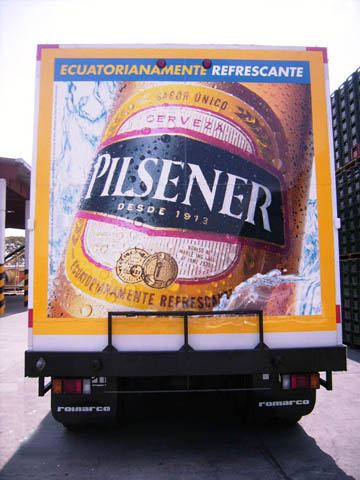 ECUATORIANAMENTE REFRESCANTE
SABOR ÚNICO
CERVEZA
PILSENER
DESDE 1913
ECUATORIANAMENTE REFRESCANTE
romarco
romarco